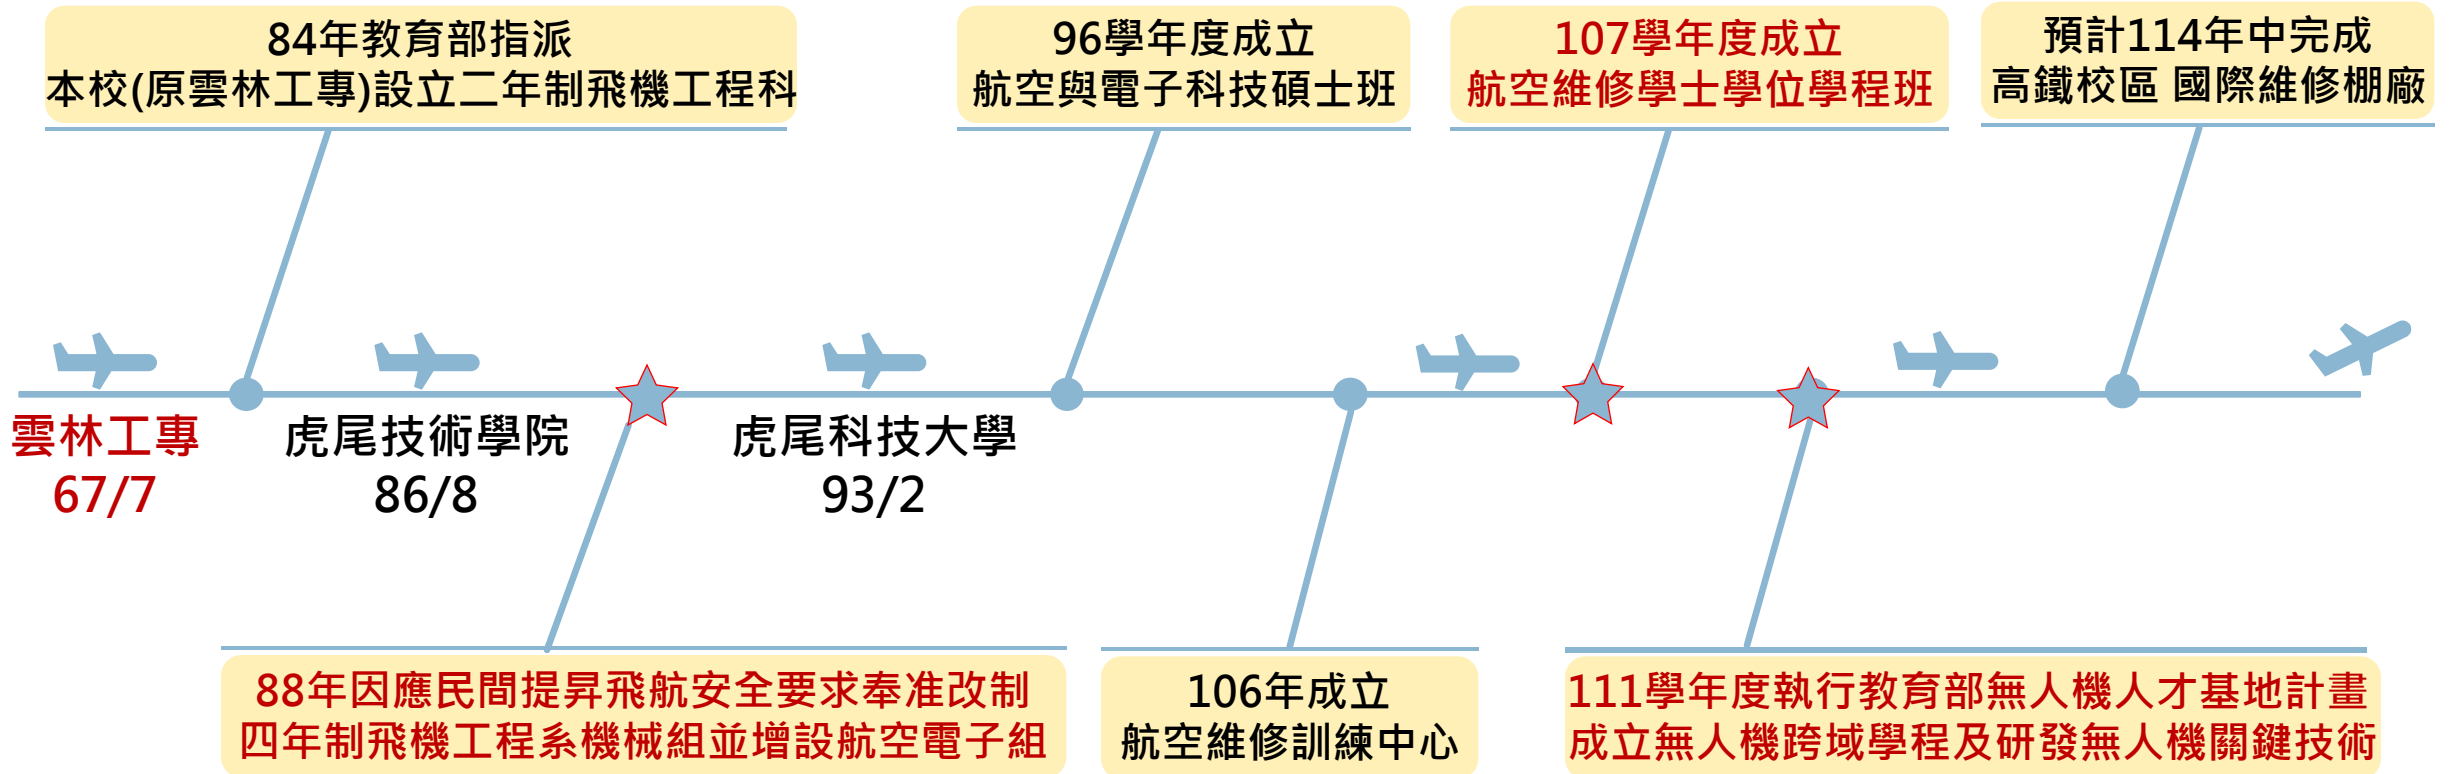 84年教育部指派
本校(原雲林工專)設立二年制飛機工程科
96學年度成立
航空與電子科技碩士班
107學年度成立
航空維修學士學位學程班
預計114年中完成
高鐵校區 國際維修棚廠
雲林工專
67/7
虎尾技術學院
86/8
虎尾科技大學
93/2
88年因應民間提昇飛航安全要求奉准改制
四年制飛機工程系機械組並增設航空電子組
106年成立
航空維修訓練中心
111學年度執行教育部無人機人才基地計畫
成立無人機跨域學程及研發無人機關鍵技術